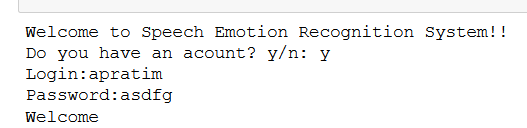 Welcome to Speech Emotion Recognition System!!
Do you have an acount? y/n: y
Login:apratim
Password:asdfg
Welcome